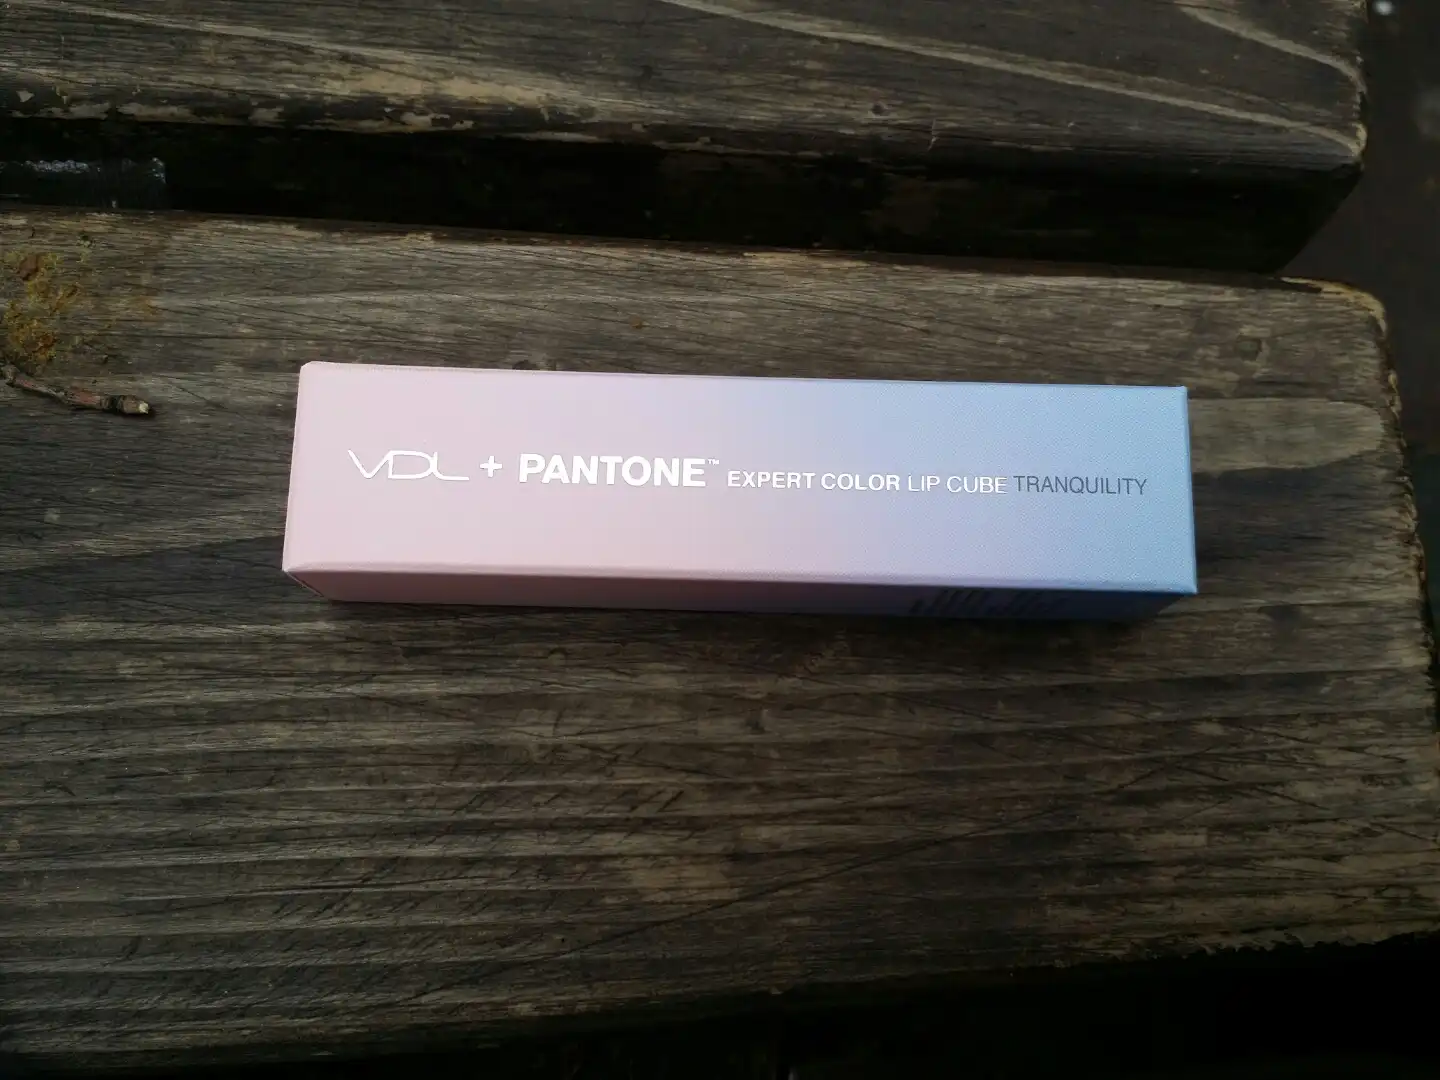 VDL + PANTONE™ EXPERT COLOR LIP CUBE TRANQUILITY